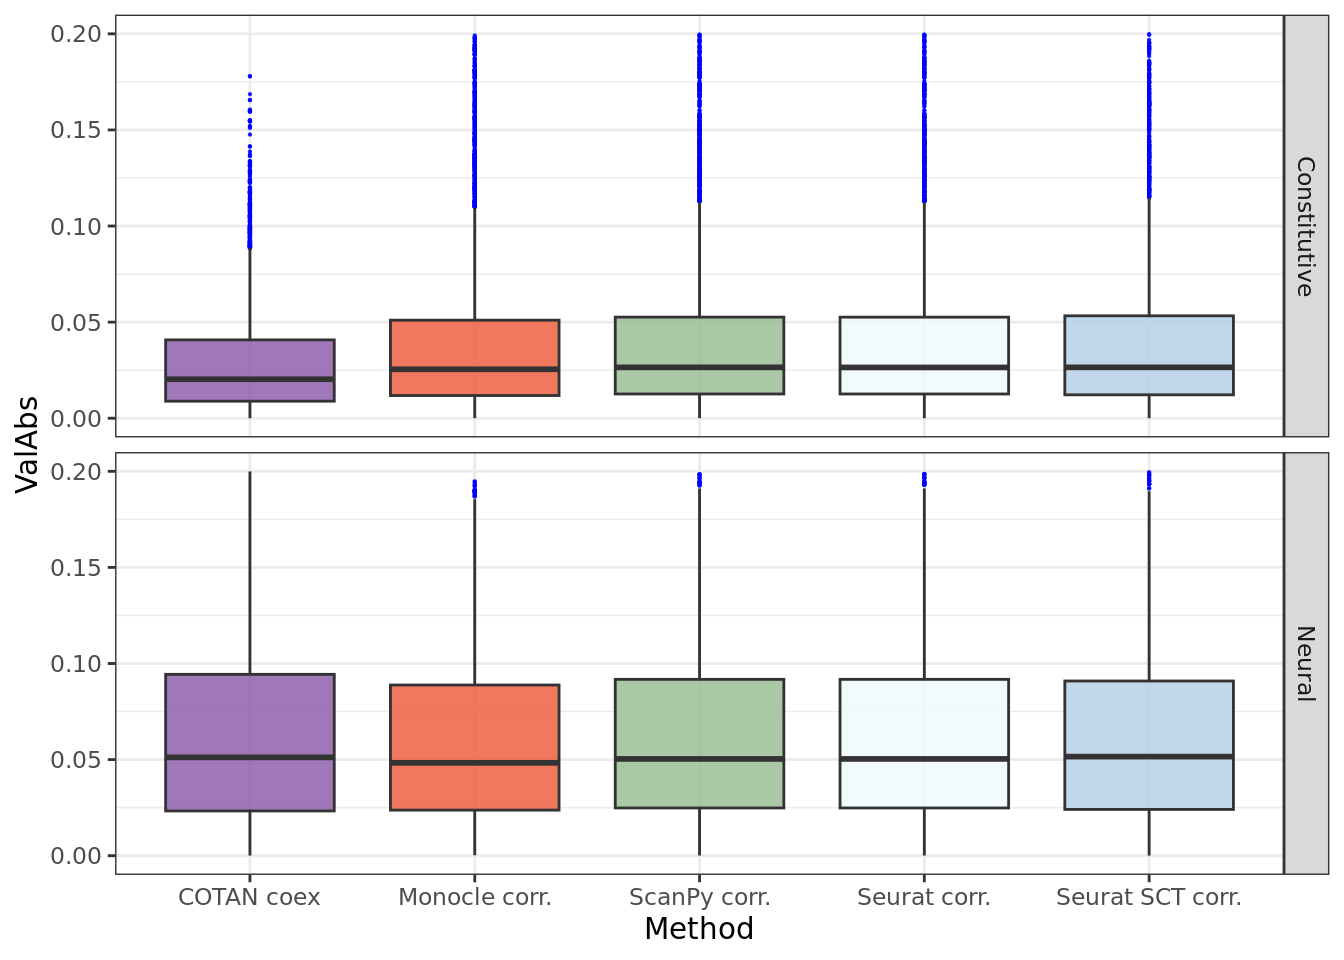 ValAbs
0.20
0.15
0.10
0.05
0.00
Constitutive
0.20
0.15
0.10
0.05
0.00
Neural
COTAN coex Monocle corr. ScanPy corr. Seurat corr. Seurat SCT corr.
Method